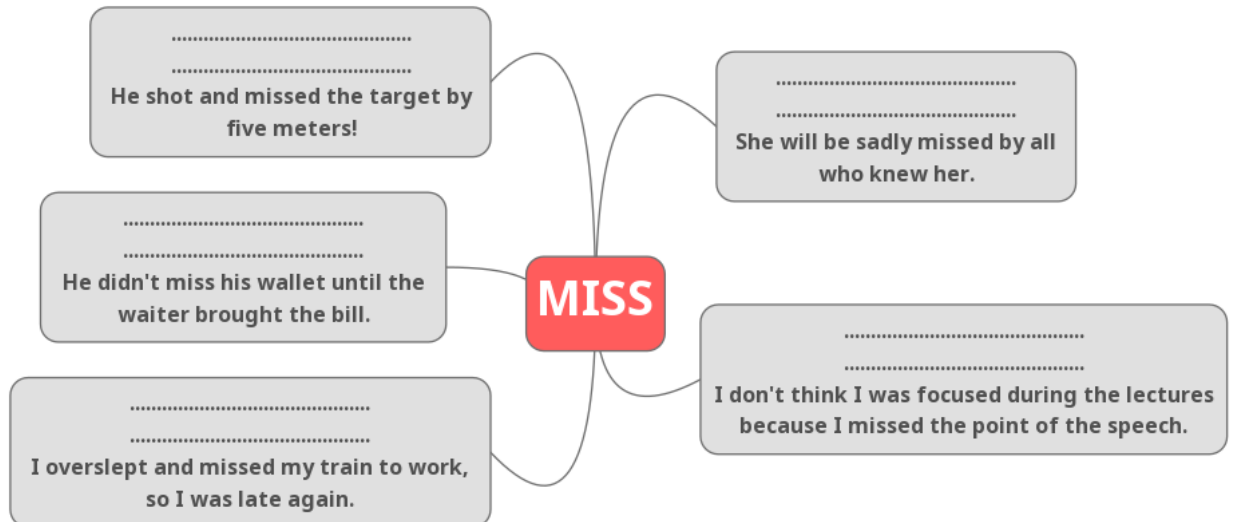 ............................................
............................................
He shot and missed the target by
five meters!
............................................
............................................
She will be sadly missed by all
who knew her.
............................................
............................................
He didn't miss his wallet until the
waiter brought the bill.
MISS
............................................
............................................
I don't think I was focused during the lectures
because I missed the point of the speech.
............................................
............................................
I overslept and missed my train to work,
so I was late again.